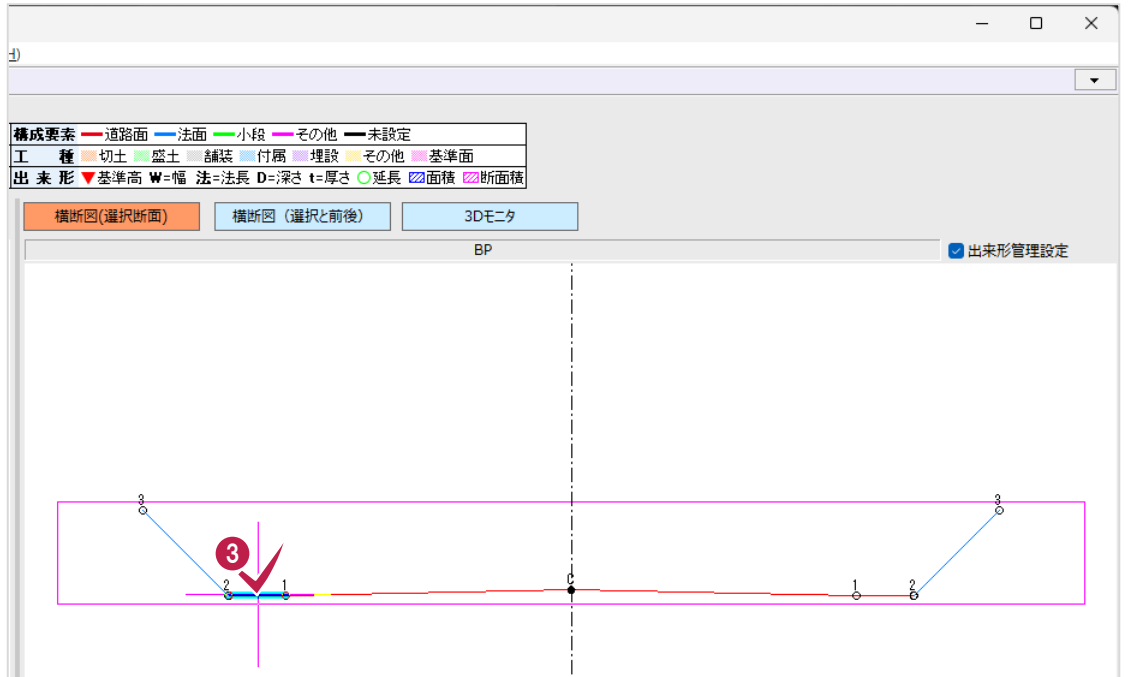 H)
構成要素 道路面 法面 小段 その他 未設定
工 種 切土 盛土 舗装 付属 埋設 その他 基準面
出 来 形 ▼基準高 W=幅 法=法長 D=深さ t=厚さ 延長 面積 断面積
横断図(選択断面) 横断図（選択と前後） 3Dモニタ
BP 出来形管理設定
3 3
3
2 1 C 1 2